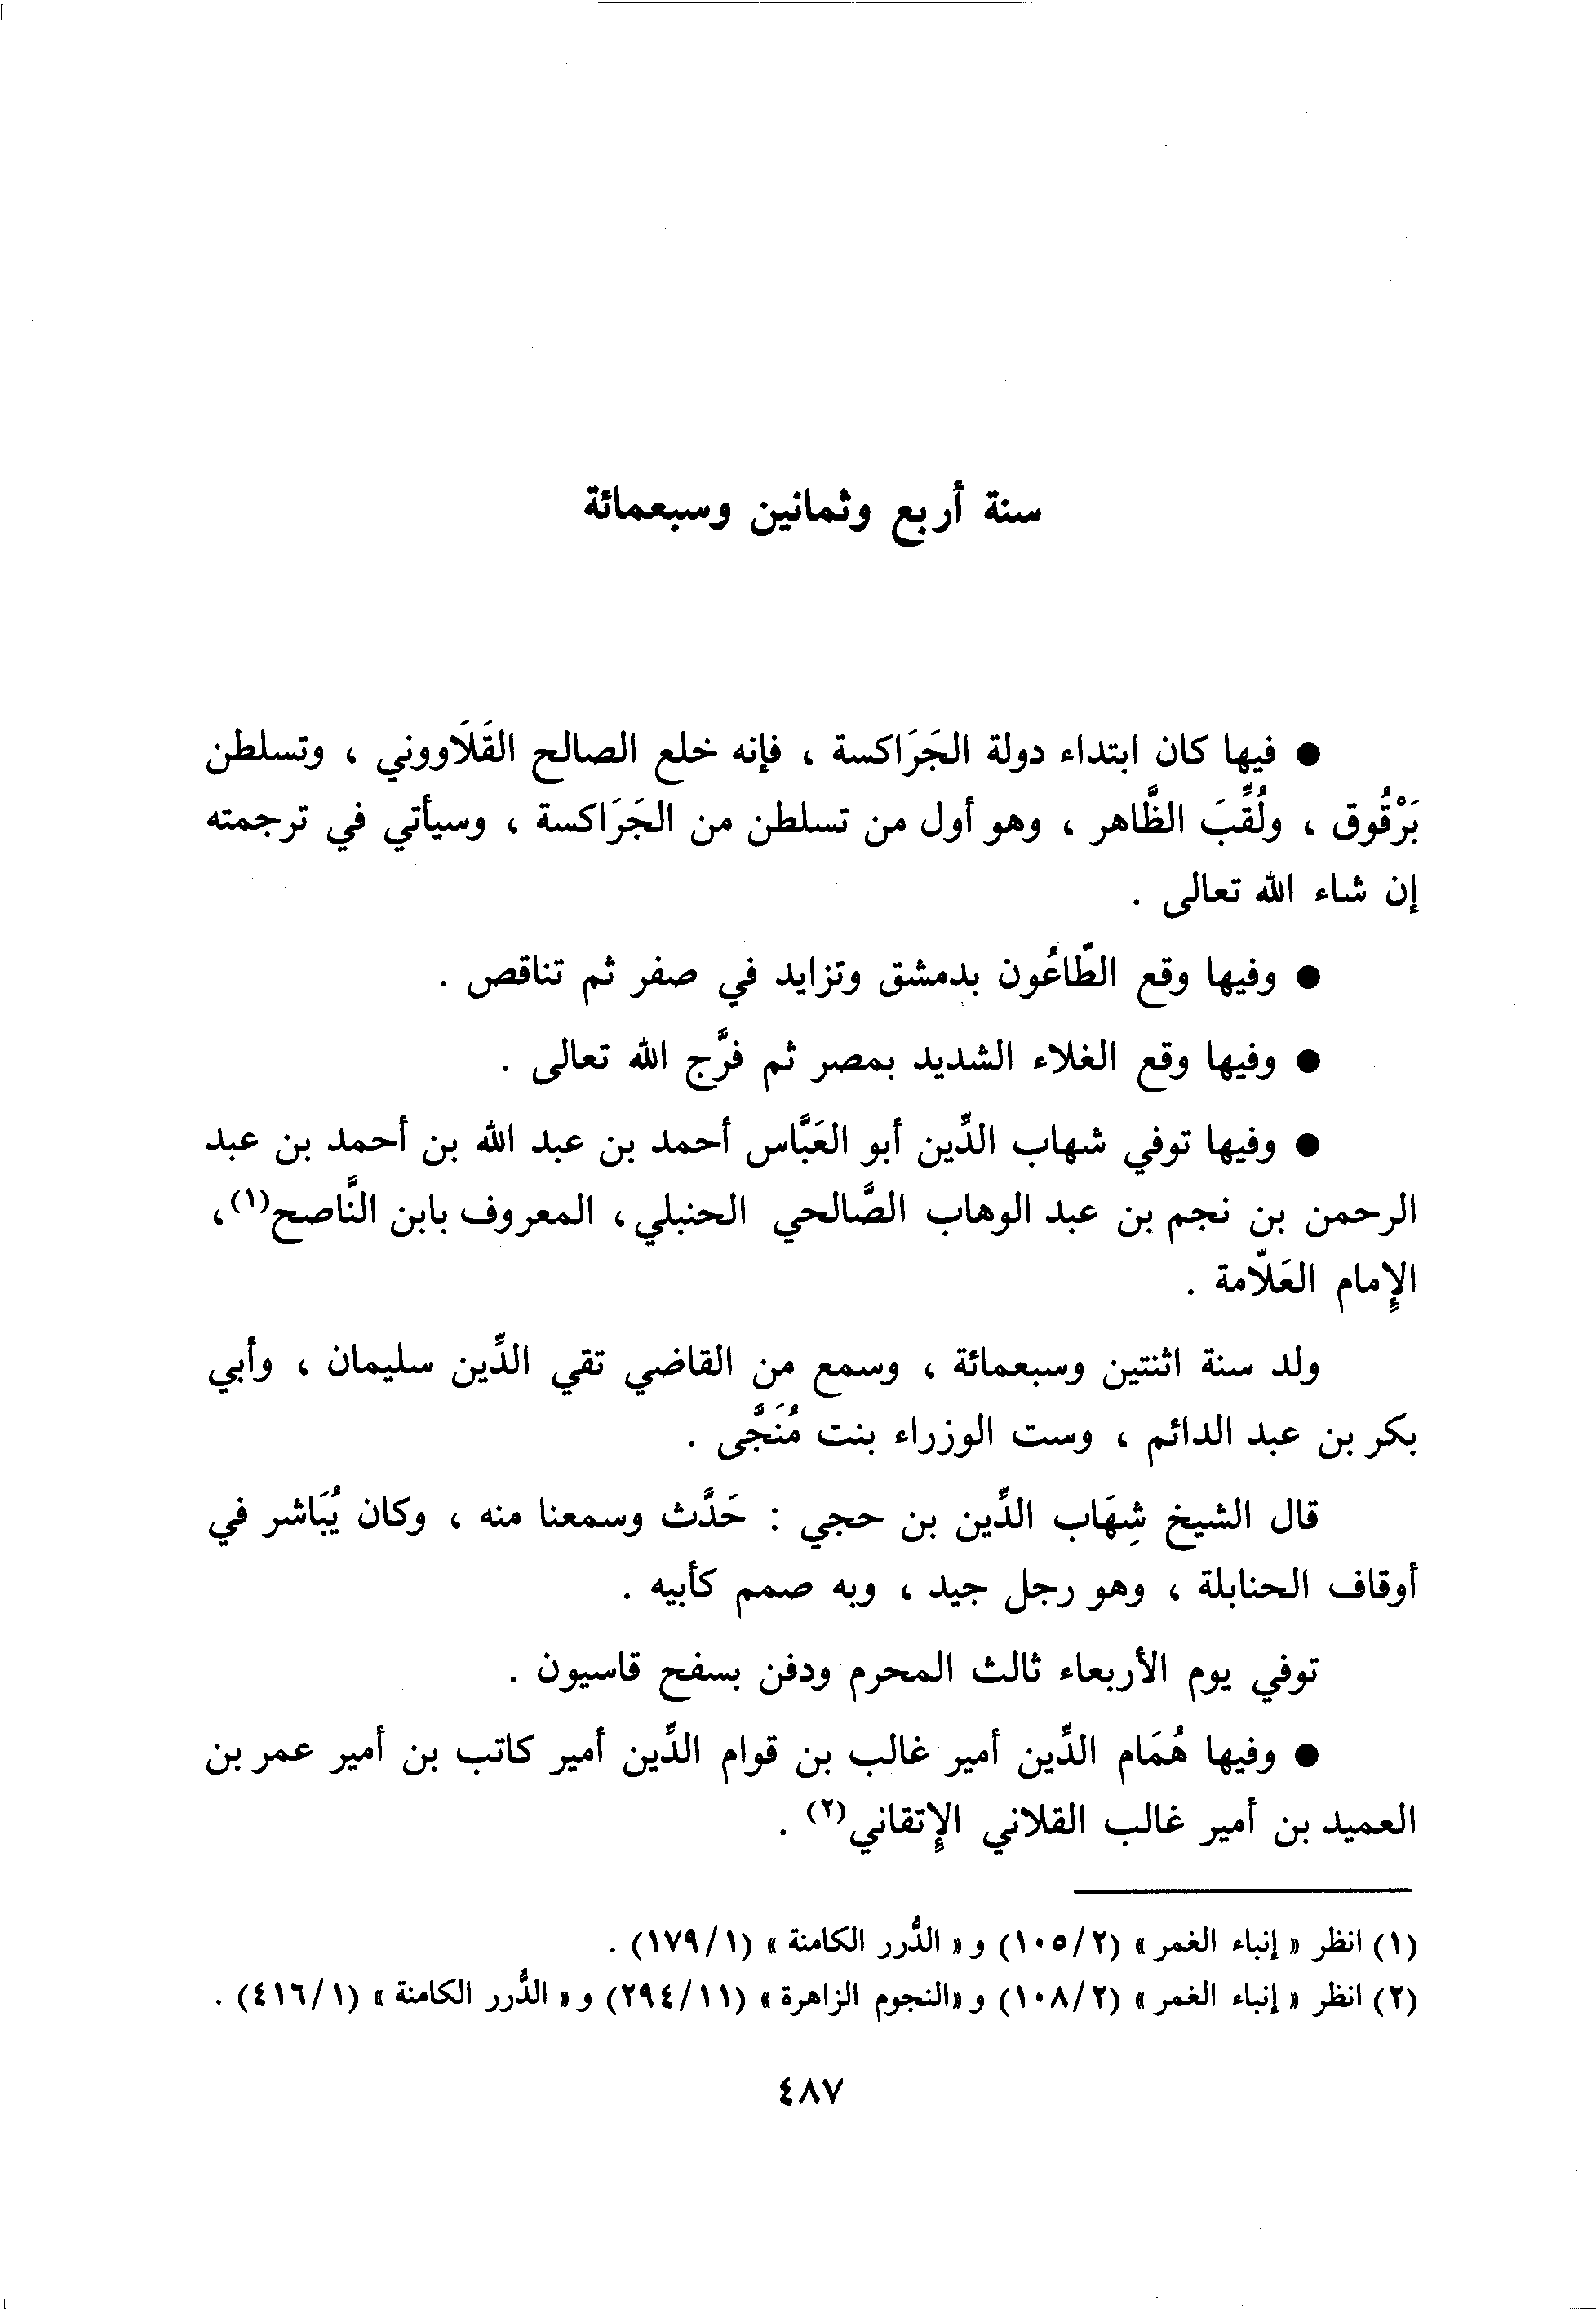 سنة أربع وثمانين وسبعمائة
● فيها كان ابتداء دولة الجَرَاكسة ، فإنه خلع الصالح القَلَاووني ، وتسلطن
بَرْقُوق ، ولُقِّبَ الظَّاهر ، وهو أول من تسلطن من الجَرَاكسة ، وسيأتي في ترجمته
إن شاء الله تعالى .
● وفيها وقع الطّاعُون بدمشق وتزايد في صفر ثم تناقص .
● وفيها وقع الغلاء الشديد بمصر ثم فرَّج الله تعالى .
● وفيها توفي شهاب الدِّين أبو العَبَّاس أحمد بن عبد الله بن أحمد بن عبد
الرحمن بن نجم بن عبد الوهاب الصَّالحي الحنبلي، المعروف بابن النَّاصح(١)،
الإِمام العَلّامة .
ولد سنة اثنتين وسبعمائة ، وسمع من القاضي تقي الدِّين سليمان ، وأبي
بكر بن عبد الدائم ، وست الوزراء بنت مُنَجَّى .
قال الشيخ شِهَاب الدِّين بن حجي : حَدَّث وسمعنا منه ، وكان يُبَاشر في
أوقاف الحنابلة ، وهو رجل جيد ، وبه صمم كأبيه .
توفي يوم الأربعاء ثالث المحرم ودفن بسفح قاسيون .
● وفيها هُمَام الدِّين أمير غالب بن قوام الدِّين أمير كاتب بن أمير عمر بن
العميد بن أمير غالب القلاني الإِتقاني(٢) .
(١) انظر « إنباء الغمر » (١٠٥/٢) و « الدُّرر الكامنة » (١٧٩/١) .
(٢) انظر « إنباء الغمر » (١٠٨/٢) و «النجوم الزاهرة » (٢٩٤/١١) و « الدُّرر الكامنة » (٤١٦/١) .
٤٨٧